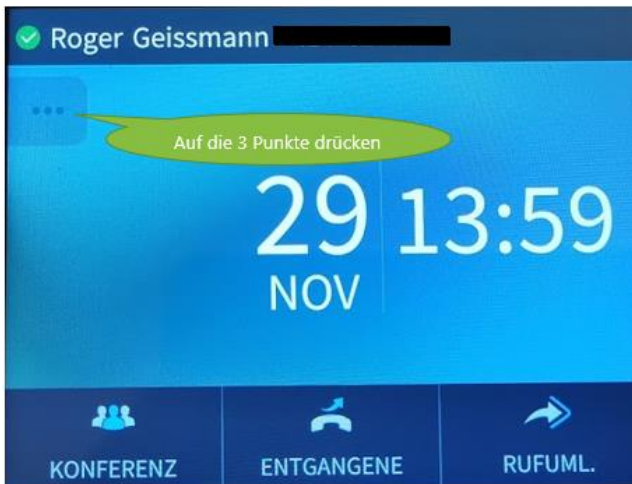 Roger Geissmann
...
Auf die 3 Punkte drücken
29 13:59
NOV
KONFERENZ ENTGANGENE RUFUML.